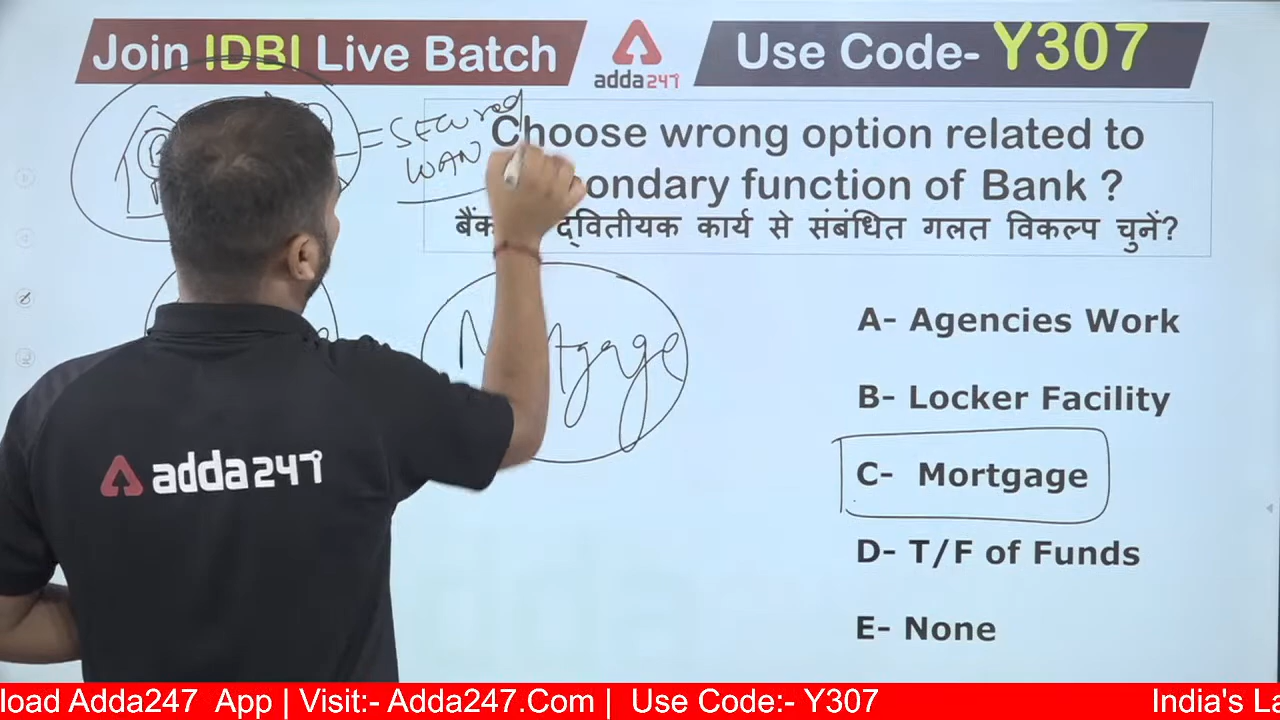 Join IDBI Live Batch
adda247
Use Code- Y307
= SECUred
LOAN
Choose wrong option related to
ondary function of Bank ?
द्वितीयक कार्य से संबंधित गलत विकल्प चुनें?
Mortgage
A- Agencies Work
B- Locker Facility
C- Mortgage
D- T/F of Funds
E- None
adda247
load Adda247 App | Visit:- Adda247.Com | Use Code:- Y307
India's La